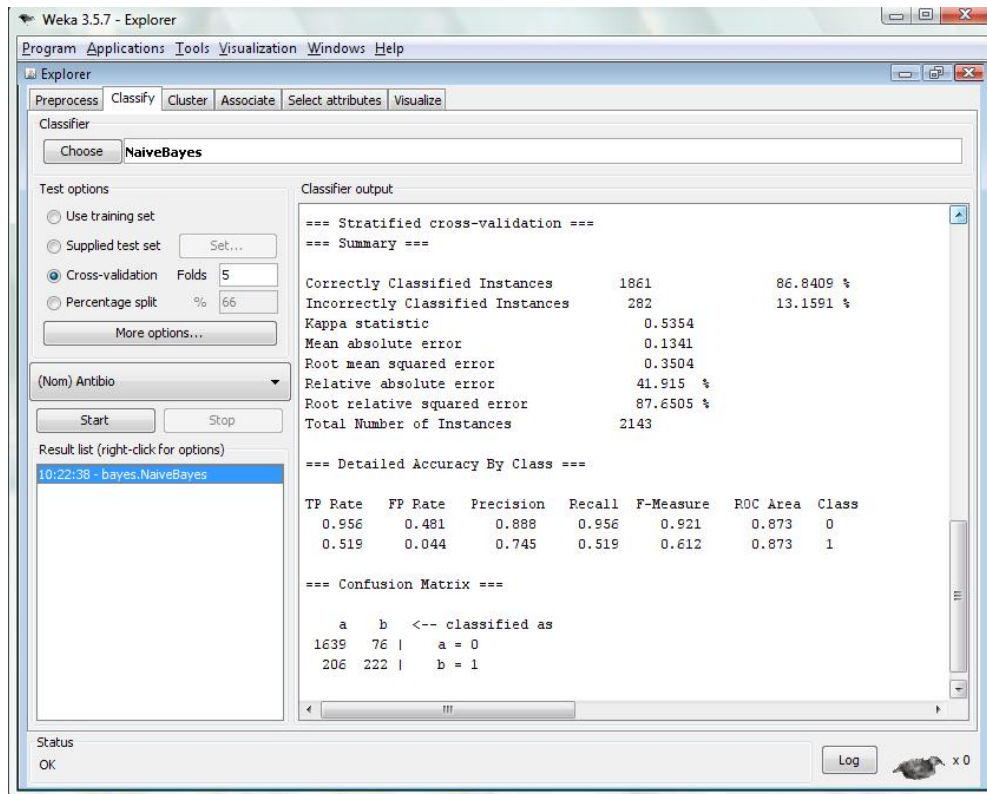 Weka 3.5.7 - Explorer
Program Applications Tools Visualization Windows Help
Explorer
Preprocess Classify Cluster Associate Select attributes Visualize
Classifier
Choose NaiveBayes
Test options
Use training set
Supplied test set Set...
Cross-validation Folds 5
Percentage split % 66
More options...
(Nom) Antibio
Start Stop
Result list (right-click for options)
10:22:38 - bayes.NaiveBayes
Classifier output
=== Stratified cross-validation ===
=== Summary ===
Correctly Classified Instances 1861 86.8409 %
Incorrectly Classified Instances 282 13.1591 %
Kappa statistic 0.5354
Mean absolute error 0.1341
Root mean squared error 0.3504
Relative absolute error 41.915 %
Root relative squared error 87.6505 %
Total Number of Instances 2143
=== Detailed Accuracy By Class ===
TP Rate FP Rate Precision Recall F-Measure ROC Area Class
0.956 0.481 0.888 0.956 0.921 0.873 0
0.519 0.044 0.745 0.519 0.612 0.873 1
=== Confusion Matrix ===
a b <-- classified as
1639 76 | a = 0
206 222 | b = 1
Status
OK
Log
x 0